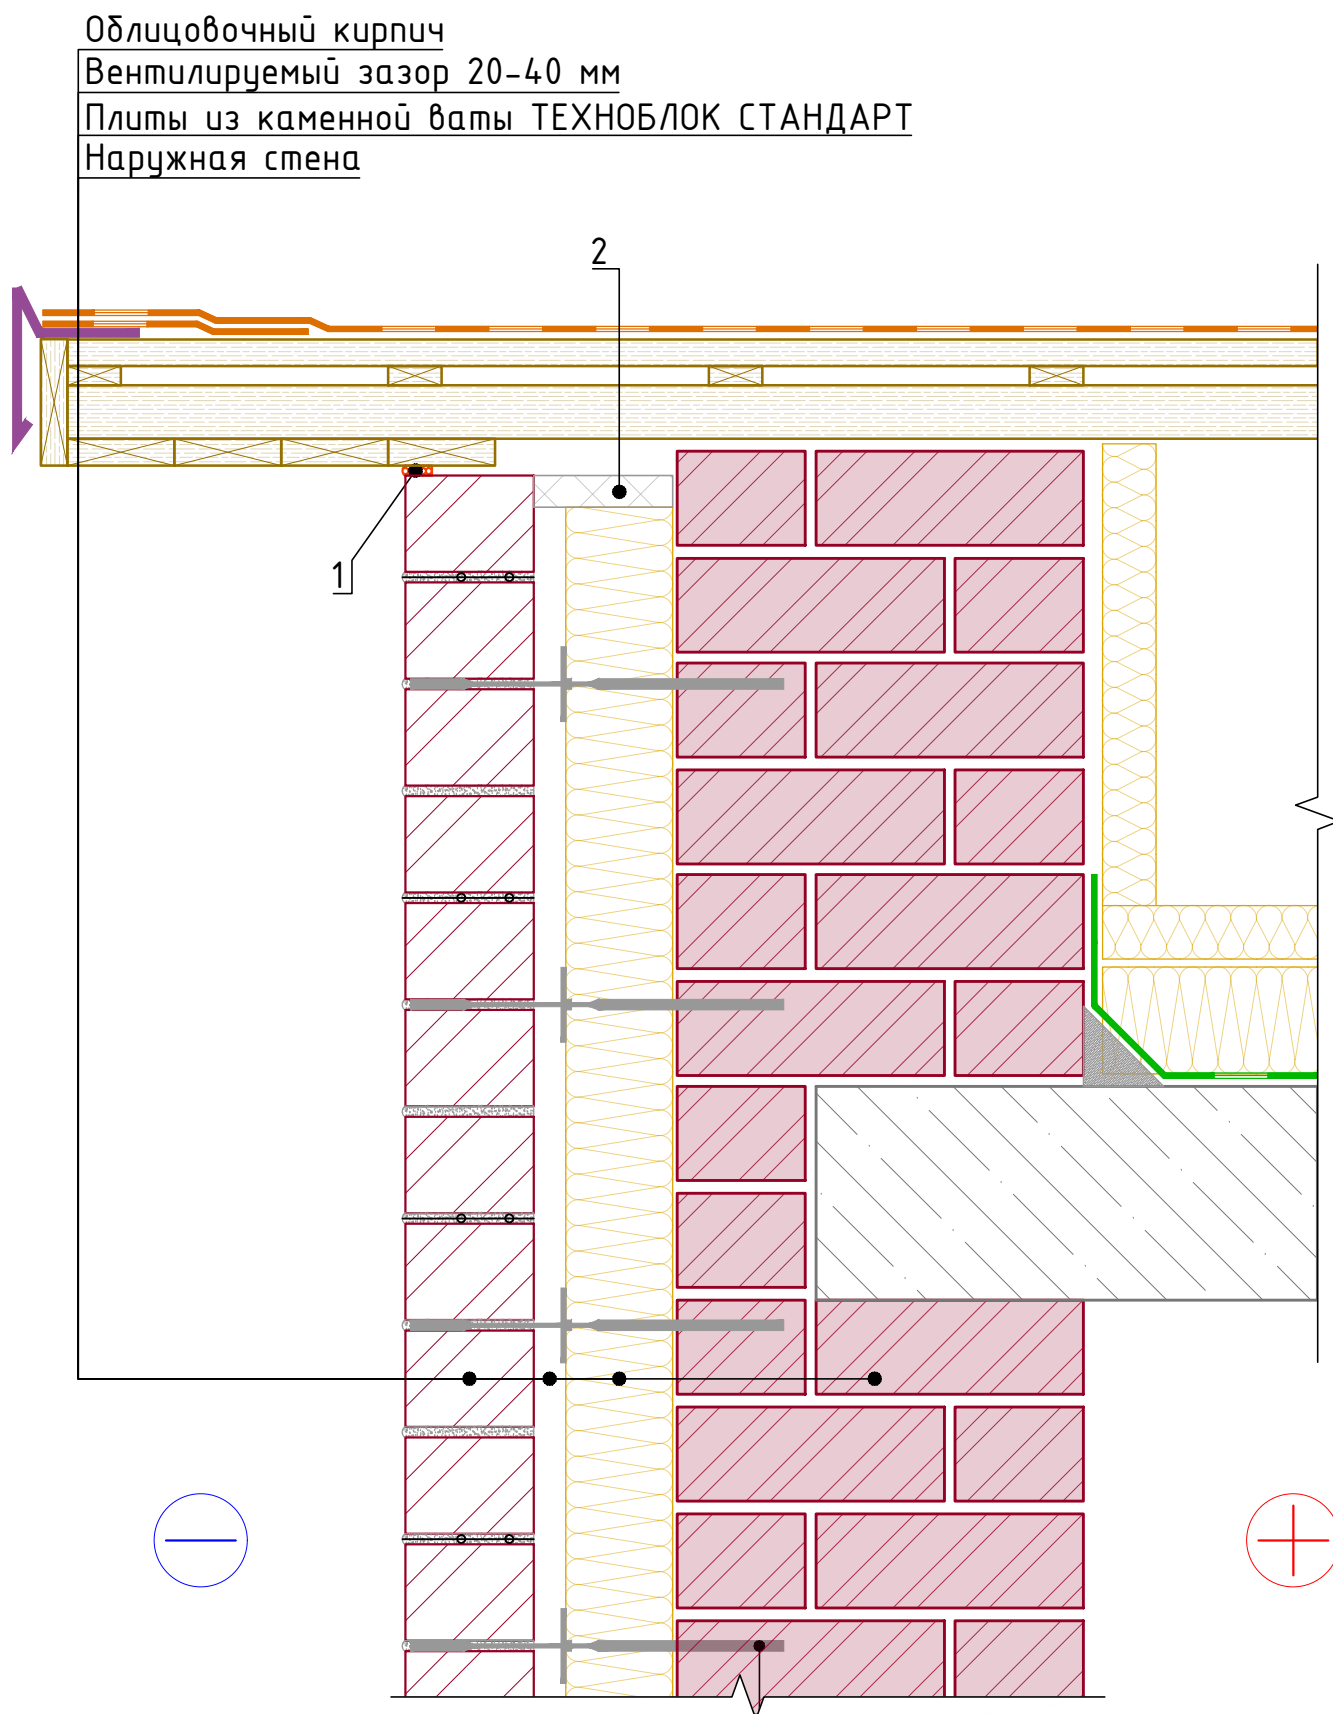 Облицовочный кирпич
Вентилируемый зазор 20-40 мм
Плиты из каменной ваты ТЕХНОБЛОК СТАНДАРТ
Наружная стена
2
1